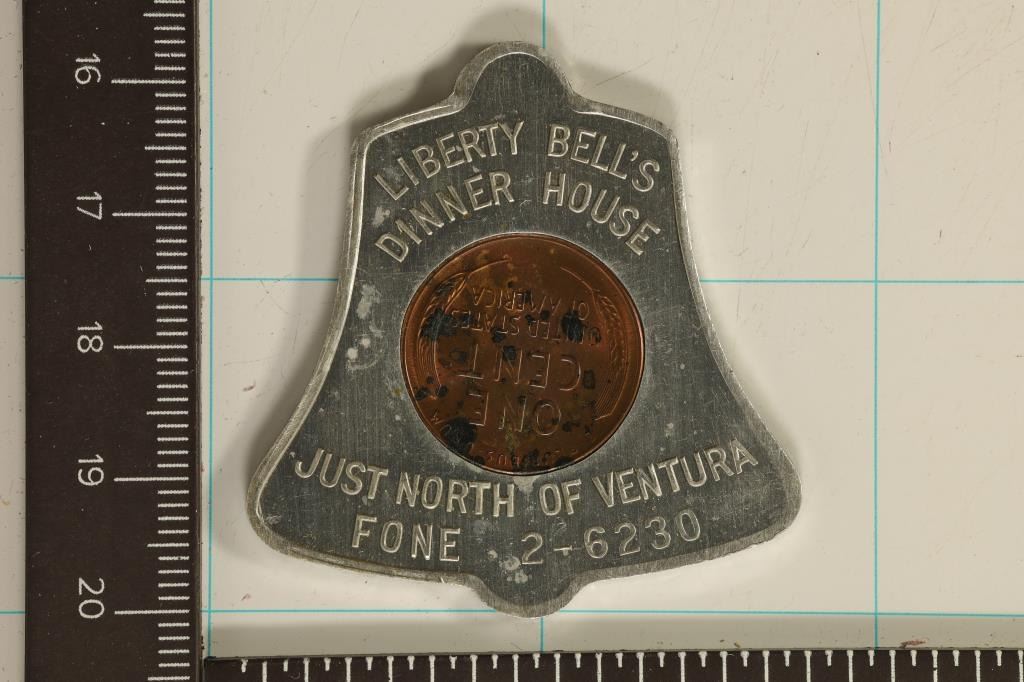 LIBERTY BELL'S
DINNER HOUSE
ONE
CENT
UNITED STATES
OF AMERICA
JUST NORTH OF VENTURA
FONE 2-6230
16
17
18
19
20